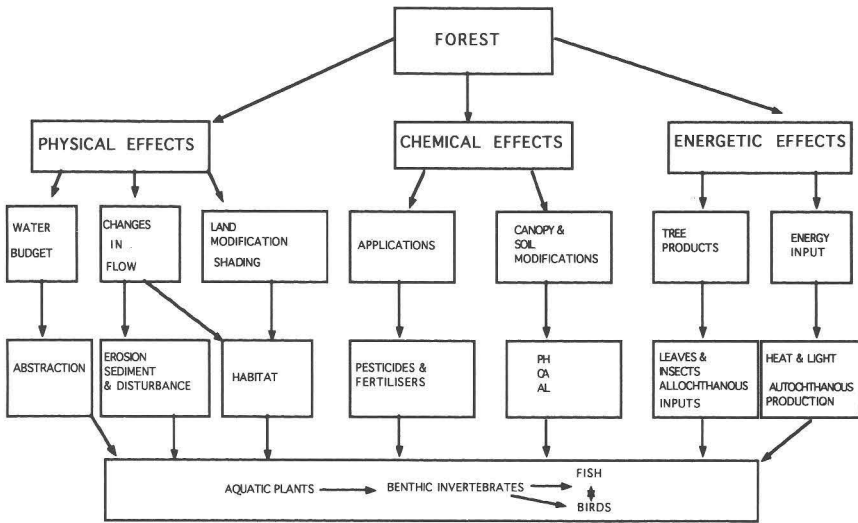 FOREST
PHYSICAL EFFECTS
CHEMICAL EFFECTS
ENERGETIC EFFECTS
WATER
BUDGET
CHANGES
IN
FLOW
LAND
MODIFICATION
SHADING
APPLICATIONS
CANOPY &
SOIL
MODIFICATIONS
TREE
PRODUCTS
ENERGY
INPUT
ABSTRACTION
EROSION
SEDIMENT
& DISTURBANCE
HABITAT
PESTICIDES &
FERTILISERS
PH
CA
AL
LEAVES &
INSECTS
ALLOCHTHANOUS
INPUTS
HEAT & LIGHT
AUTOCHTHANOUS
PRODUCTION
AQUATIC PLANTS
BENTHIC INVERTEBRATES
FISH
BIRDS